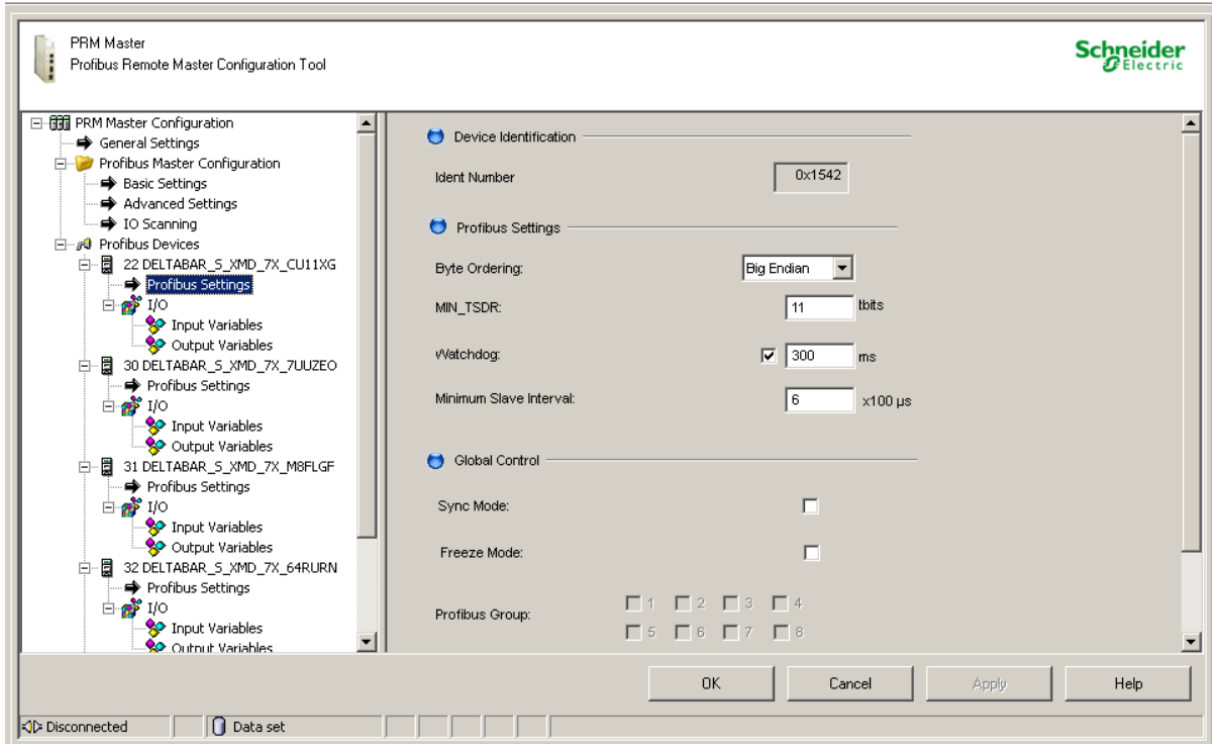 PRM Master
Profibus Remote Master Configuration Tool
Schneider
Electric
PRM Master Configuration
General Settings
Profibus Master Configuration
Basic Settings
Advanced Settings
IO Scanning
Profibus Devices
22 DELTABAR_S_XMD_7X_CU11XG
Profibus Settings
I/O
Input Variables
Output Variables
30 DELTABAR_S_XMD_7X_7UUZEO
Profibus Settings
I/O
Input Variables
Output Variables
31 DELTABAR_S_XMD_7X_M8FLGF
Profibus Settings
I/O
Input Variables
Output Variables
32 DELTABAR_S_XMD_7X_64RURN
Profibus Settings
I/O
Input Variables
Output Variables
Device Identification
Ident Number 0x1542
Profibus Settings
Byte Ordering: Big Endian
MIN_TSDR: 11 tbits
Watchdog: 300 ms
Minimum Slave Interval: 6 x100 µs
Global Control
Sync Mode:
Freeze Mode:
Profibus Group: 1 2 3 4
5 6 7 8
OK Cancel Apply Help
Disconnected Data set